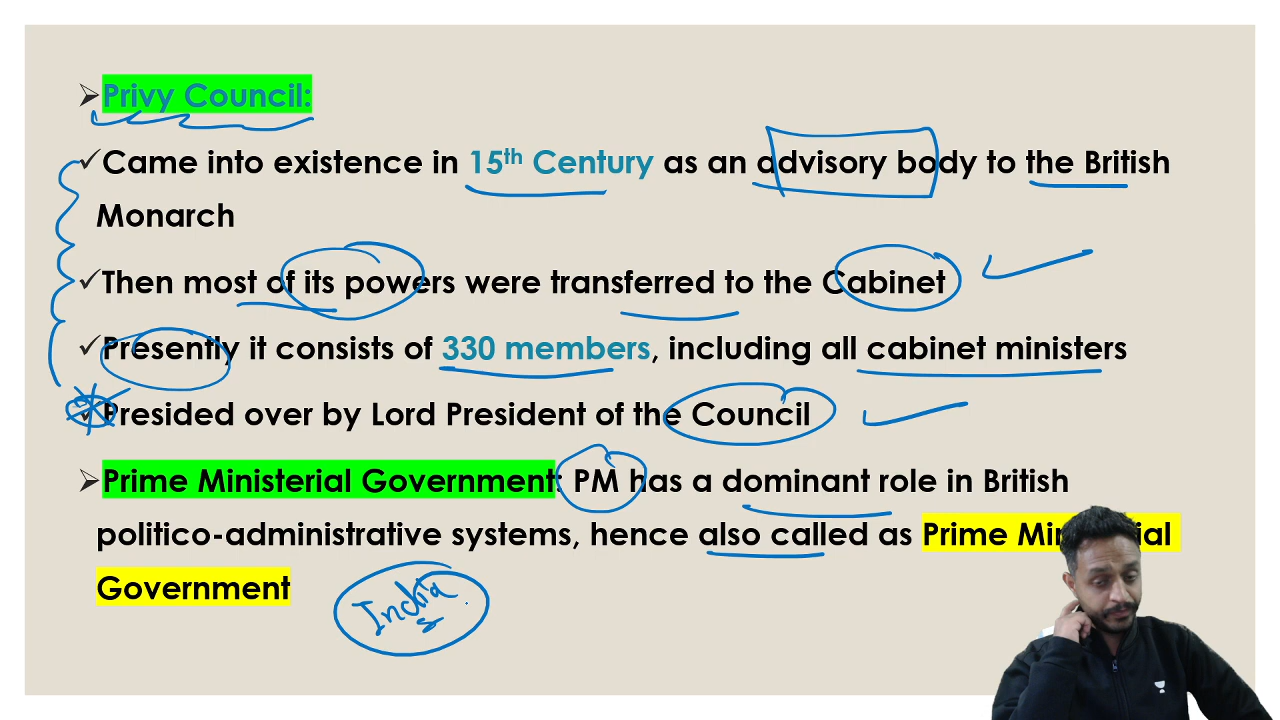 Privy Council:
Came into existence in 15th Century as an advisory body to the British
Monarch
Then most of its powers were transferred to the Cabinet
Presently it consists of 330 members, including all cabinet ministers
Presided over by Lord President of the Council
Prime Ministerial Government: PM has a dominant role in British
politico-administrative systems, hence also called as Prime Ministerial
Government
India